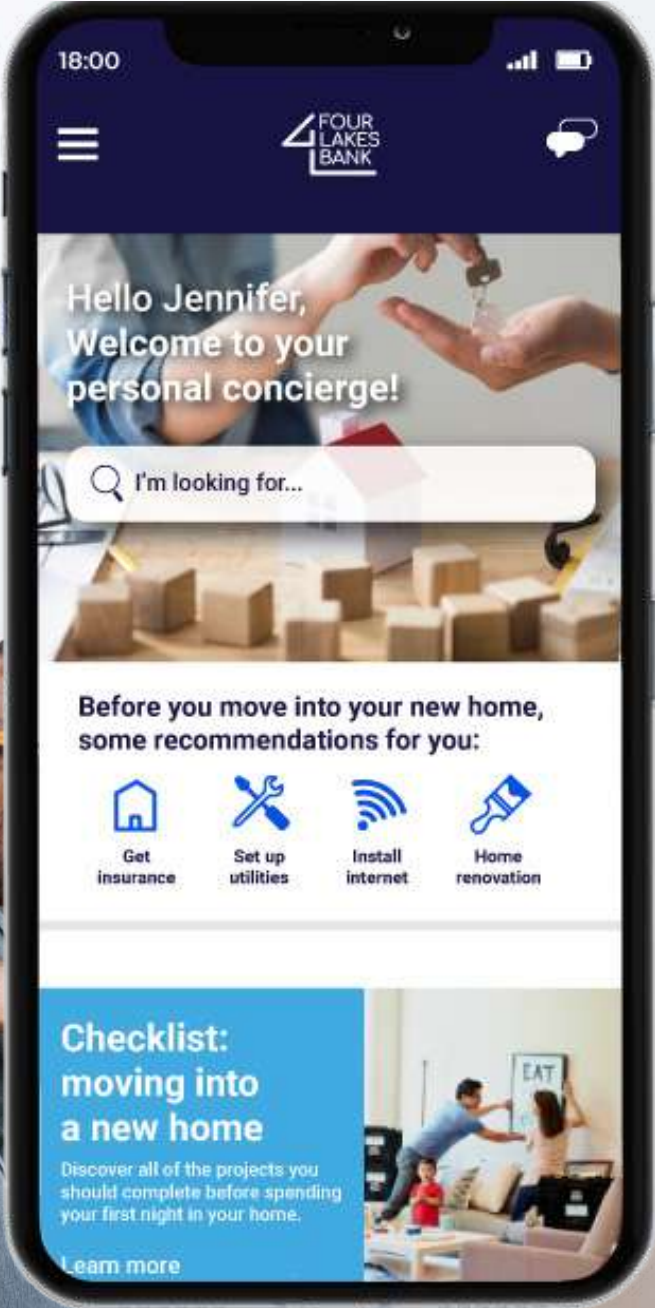 18:00
FOUR
LAKES
BANK
Hello Jennifer,
Welcome to your
personal concierge!
I'm looking for...
Before you move into your new home,
some recommendations for you:
Get
insurance
Set up
utilities
Install
internet
Home
renovation
Checklist:
moving into
a new home
Discover all of the projects you
should complete before spending
your first night in your home.
Learn more
EAT